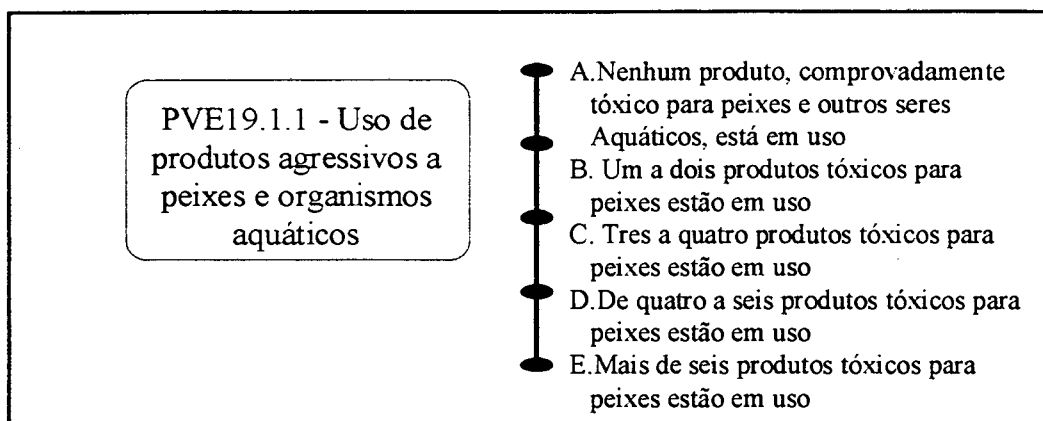 PVE19.1.1 - Uso de
produtos agressivos a
peixes e organismos
aquáticos
A.Nenhum produto, comprovadamente
tóxico para peixes e outros seres
Aquáticos, está em uso
B. Um a dois produtos tóxicos para
peixes estão em uso
C. Tres a quatro produtos tóxicos para
peixes estão em uso
D.De quatro a seis produtos tóxicos para
peixes estão em uso
E.Mais de seis produtos tóxicos para
peixes estão em uso